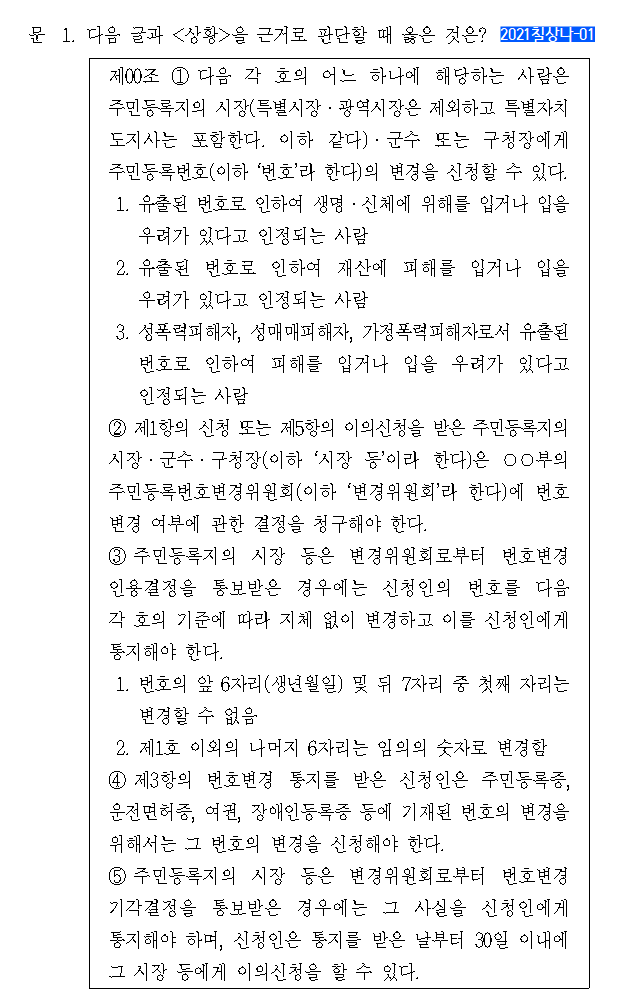 문 1. 다음 글과 <상황>을 근거로 판단할 때 옳은 것은? 2021칠상나-01
제00조 ① 다음 각 호의 어느 하나에 해당하는 사람은
주민등록지의 시장(특별시장·광역시장은 제외하고 특별자치
도지사는 포함한다. 이하 같다)·군수 또는 구청장에게
주민등록번호(이하 ‘번호’라 한다)의 변경을 신청할 수 있다.
1. 유출된 번호로 인하여 생명·신체에 위해를 입거나 입을
우려가 있다고 인정되는 사람
2. 유출된 번호로 인하여 재산에 피해를 입거나 입을
우려가 있다고 인정되는 사람
3. 성폭력피해자, 성매매피해자, 가정폭력피해자로서 유출된
번호로 인하여 피해를 입거나 입을 우려가 있다고
인정되는 사람
② 제1항의 신청 또는 제5항의 이의신청을 받은 주민등록지의
시장·군수·구청장(이하 ‘시장 등’이라 한다)은 ○○부의
주민등록번호변경위원회(이하 ‘변경위원회’라 한다)에 번호
변경 여부에 관한 결정을 청구해야 한다.
③ 주민등록지의 시장 등은 변경위원회로부터 번호변경
인용결정을 통보받은 경우에는 신청인의 번호를 다음
각 호의 기준에 따라 지체 없이 변경하고 이를 신청인에게
통지해야 한다.
1. 번호의 앞 6자리(생년월일) 및 뒤 7자리 중 첫째 자리는
변경할 수 없음
2. 제1호 이외의 나머지 6자리는 임의의 숫자로 변경함
④ 제3항의 번호변경 통지를 받은 신청인은 주민등록증,
운전면허증, 여권, 장애인등록증 등에 기재된 번호의 변경을
위해서는 그 번호의 변경을 신청해야 한다.
⑤ 주민등록지의 시장 등은 변경위원회로부터 번호변경
기각결정을 통보받은 경우에는 그 사실을 신청인에게
통지해야 하며, 신청인은 통지를 받은 날부터 30일 이내에
그 시장 등에게 이의신청을 할 수 있다.